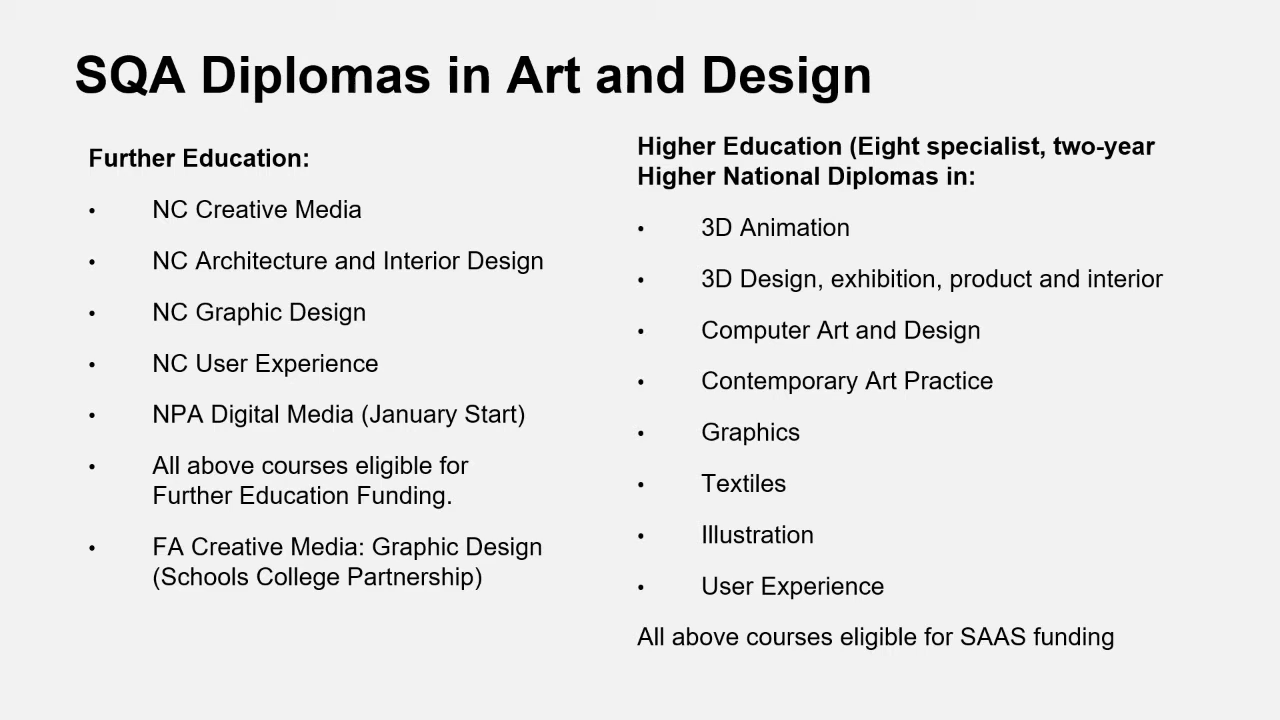 SQA Diplomas in Art and Design
Further Education:
• NC Creative Media
• NC Architecture and Interior Design
• NC Graphic Design
• NC User Experience
• NPA Digital Media (January Start)
• All above courses eligible for
Further Education Funding.
• FA Creative Media: Graphic Design
(Schools College Partnership)
Higher Education (Eight specialist, two-year
Higher National Diplomas in:
• 3D Animation
• 3D Design, exhibition, product and interior
• Computer Art and Design
• Contemporary Art Practice
• Graphics
• Textiles
• Illustration
• User Experience
All above courses eligible for SAAS funding